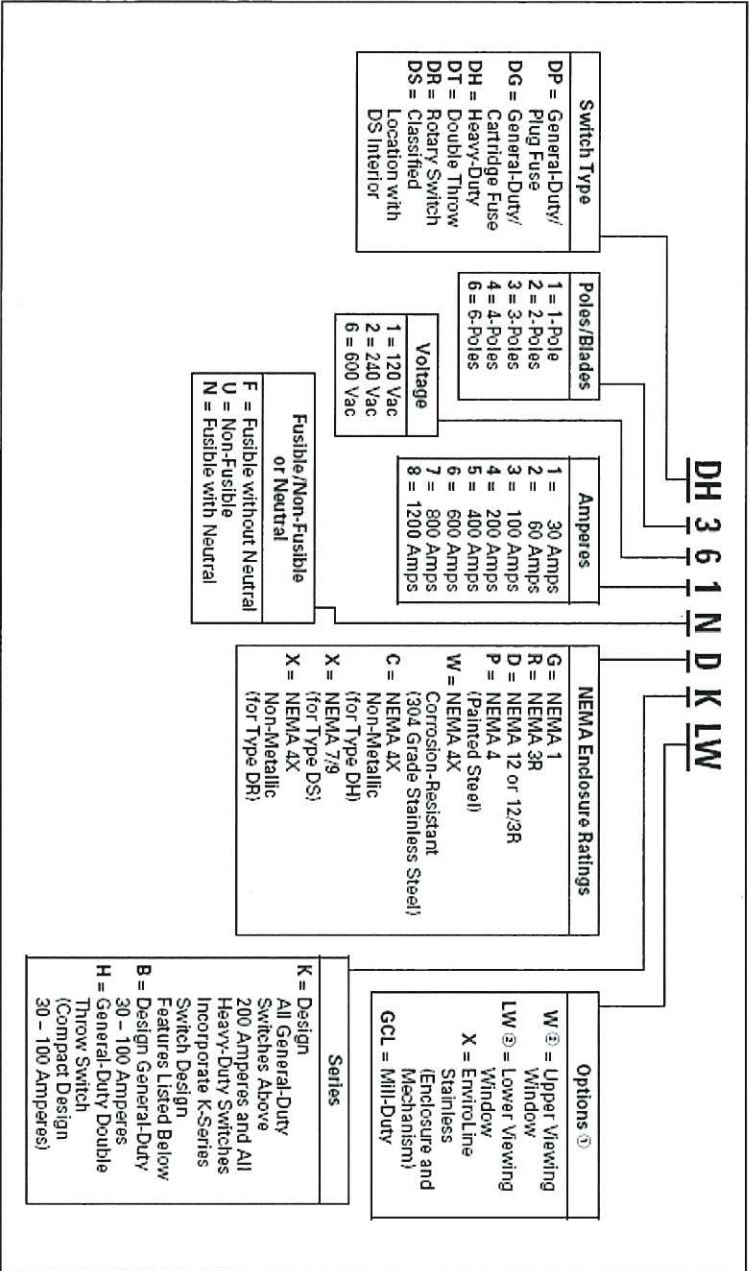 DH 3 6 1 N D K LW
Switch Type
DP = General-Duty/
Plug Fuse
DG = General-Duty/
Cartridge Fuse
DH = Heavy-Duty
DT = Double Throw
DR = Rotary Switch
DS = Classified
Location with
DS Interior
Poles/Blades
1 = 1-Pole
2 = 2-Poles
3 = 3-Poles
4 = 4-Poles
6 = 6-Poles
Voltage
1 = 120 Vac
2 = 240 Vac
6 = 600 Vac
Amperes
1 = 30 Amps
2 = 60 Amps
3 = 100 Amps
4 = 200 Amps
5 = 400 Amps
6 = 600 Amps
7 = 800 Amps
8 = 1200 Amps
Fusible/Non-Fusible
or Neutral
F = Fusible without Neutral
U = Non-Fusible
N = Fusible with Neutral
NEMA Enclosure Ratings
G = NEMA 1
R = NEMA 3R
D = NEMA 12 or 12/3R
P = NEMA 4
(Painted Steel)
W = NEMA 4X
Corrosion-Resistant
(304 Grade Stainless Steel)
C = NEMA 4X
Non-Metallic
(for Type DH)
X = NEMA 7/9
(for Type DS)
X = NEMA 4X
Non-Metallic
(for Type DR)
Options ①
W ② = Upper Viewing
Window
LW ② = Lower Viewing
Window
X = EnviroLine
Stainless
(Enclosure and
Mechanism)
GCL = Mill-Duty
Series
K = Design
All General-Duty
Switches Above
200 Amperes and All
Heavy-Duty Switches
Incorporate K-Series
Switch Design
Features Listed Below
B = Design General-Duty
30 – 100 Amperes
H = General-Duty Double
Throw Switch
(Compact Design
30 – 100 Amperes)